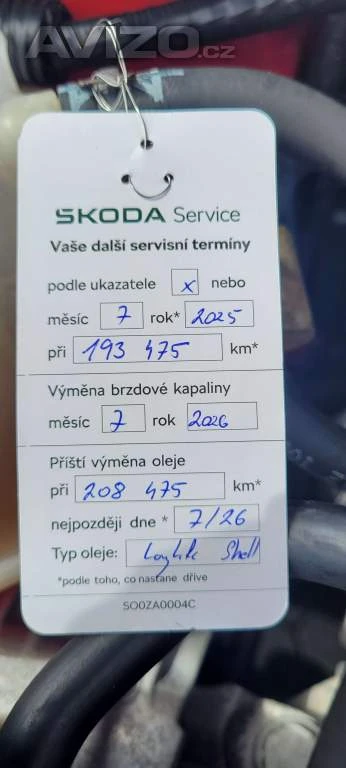 AVÍZO.cz
ŠKODA Service
Vaše další servisní termíny
podle ukazatele x nebo
měsíc 7 rok* 2025
při 193 475 km*
Výměna brzdové kapaliny
měsíc 7 rok 2026
Příští výměna oleje
při 208 475 km*
nejpozději dne * 7/26
Typ oleje: Longlife Shell
*podle toho, co nastane dříve
SO0ZA0004C